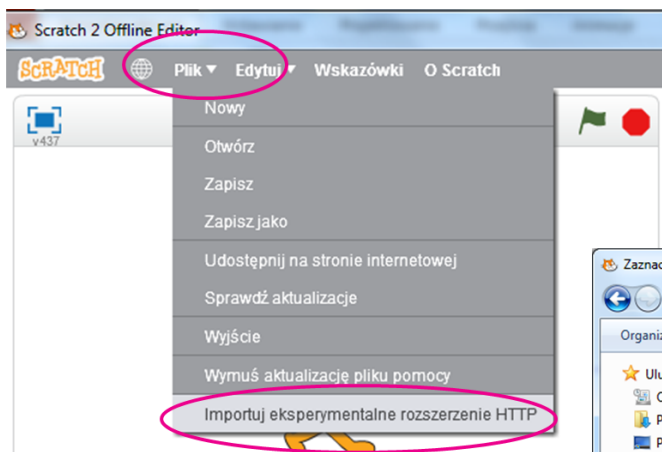 Scratch 2 Offline Editor
SCRATCH Plik Edytuj Wskazówki O Scratch
v437
Nowy
Otwórz
Zapisz
Zapisz jako
Udostępnij na stronie internetowej
Sprawdź aktualizacje
Wyjście
Wymuś aktualizację pliku pomocy
Importuj eksperymentalne rozszerzenie HTTP
Zaznac
Organiz
Ulu